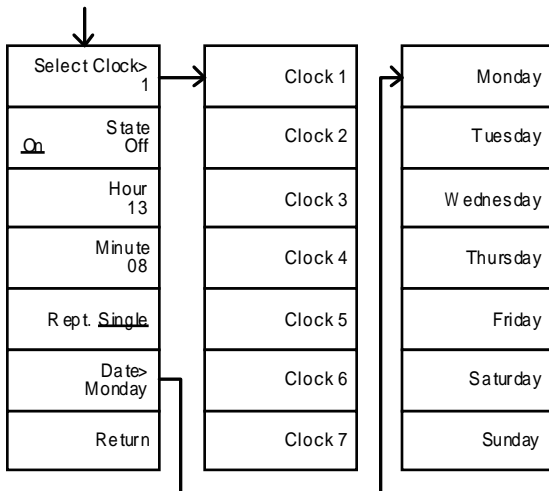 Select Clock>
1
State
On Off
Hour
13
Minute
08
Rept. Single
Date>
Monday
Return
Clock 1
Clock 2
Clock 3
Clock 4
Clock 5
Clock 6
Clock 7
Monday
Tuesday
Wednesday
Thursday
Friday
Saturday
Sunday